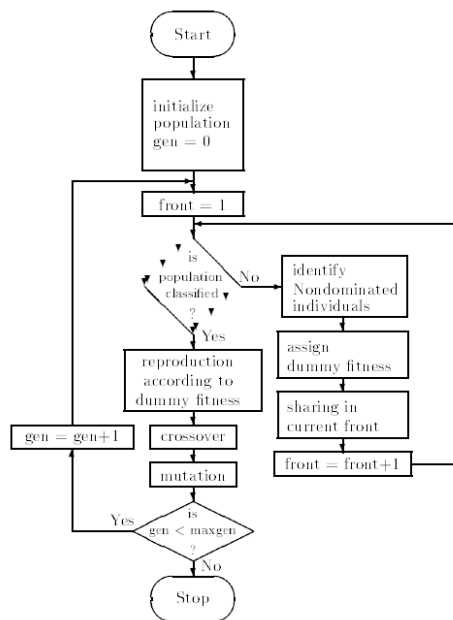 Start
initialize
population
gen = 0
front = 1
is
population
classified
?
No
Yes
identify
Nondominated
individuals
assign
dummy fitness
sharing in
current front
front = front+1
reproduction
according to
dummy fitness
crossover
mutation
gen = gen+1
is
gen < maxgen
?
Yes
No
Stop